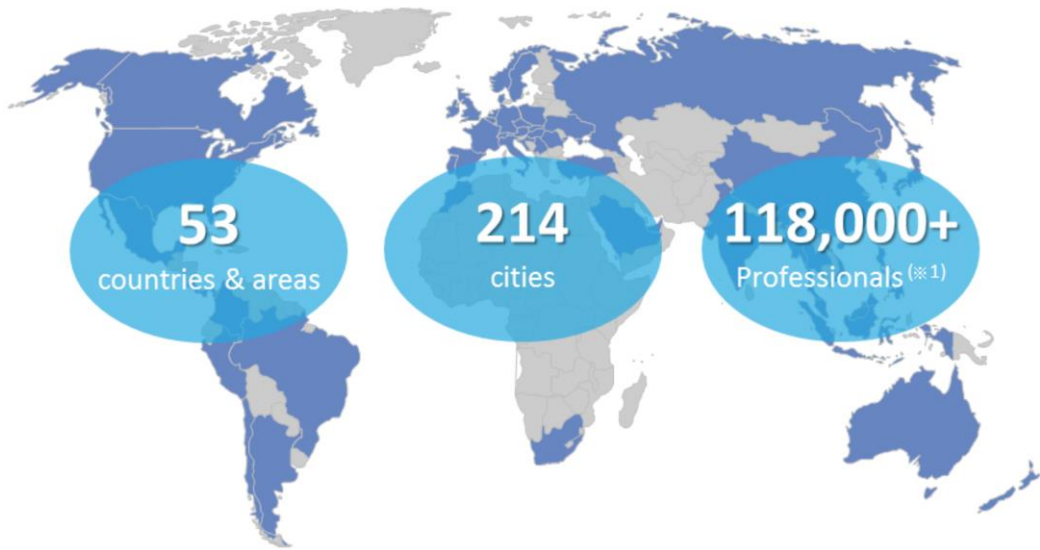 53
countries & areas
214
cities
118,000+
Professionals (※1)